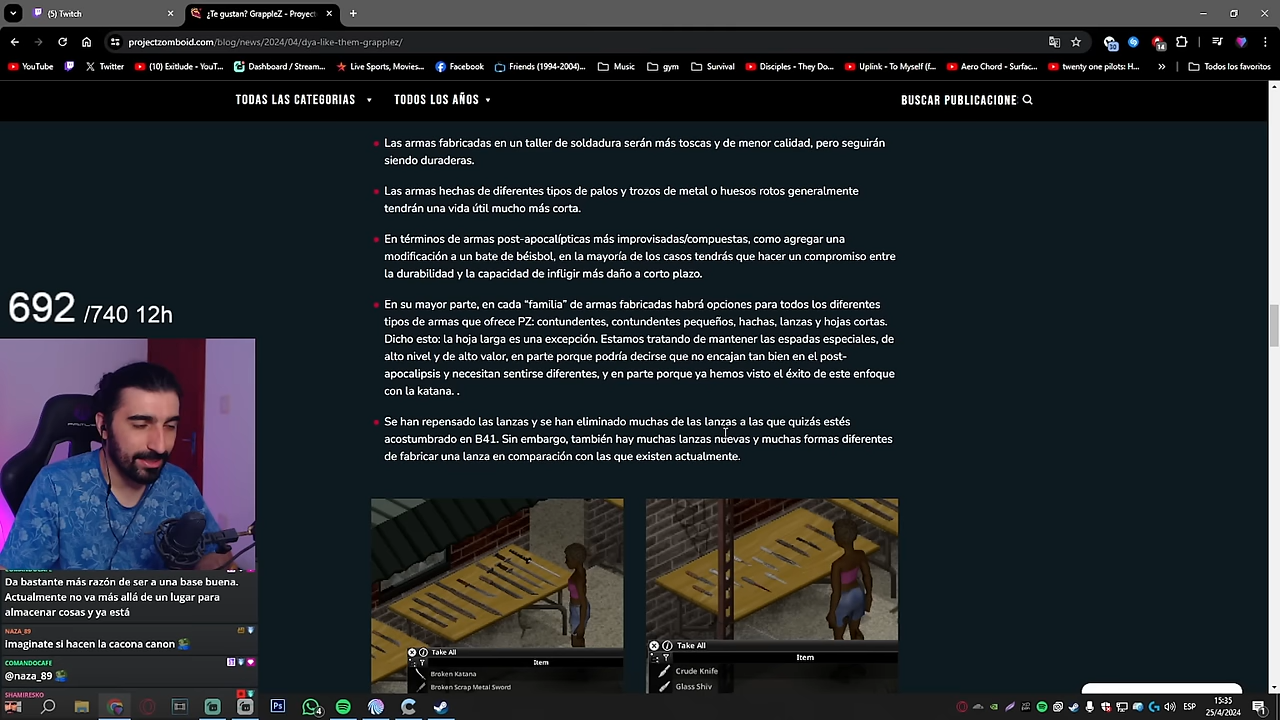 (5) Twitch
¿Te gustan? GrappleZ - Proyect
projectzomboid.com/blog/news/2024/04/dya-like-them-grapplez/
YouTube
Twitter
(10) Exitude - YouT...
Dashboard / Stream...
Live Sports, Movies...
Facebook
Friends (1994-2004)...
Music
gym
Survival
Disciples - They Do...
Uplink - To Myself (f...
Aero Chord - Surfac...
twenty one pilots: H...
Todos los favoritos
TODAS LAS CATEGORIAS
TODOS LOS AÑOS
BUSCAR PUBLICACIONE
Las armas fabricadas en un taller de soldadura serán más toscas y de menor calidad, pero seguirán
siendo duraderas.
Las armas hechas de diferentes tipos de palos y trozos de metal o huesos rotos generalmente
tendrán una vida útil mucho más corta.
En términos de armas post-apocalípticas más improvisadas/compuestas, como agregar una
modificación a un bate de béisbol, en la mayoría de los casos tendrás que hacer un compromiso entre
la durabilidad y la capacidad de infligir más daño a corto plazo.
En su mayor parte, en cada “familia” de armas fabricadas habrá opciones para todos los diferentes
tipos de armas que ofrece PZ: contundentes, contundentes pequeños, hachas, lanzas y hojas cortas.
Dicho esto: la hoja larga es una excepción. Estamos tratando de mantener las espadas especiales, de
alto nivel y de alto valor, en parte porque podría decirse que no encajan tan bien en el post-
apocalipsis y necesitan sentirse diferentes, y en parte porque ya hemos visto el éxito de este enfoque
con la katana. .
Se han repensado las lanzas y se han eliminado muchas de las lanzas a las que quizás estés
acostumbrado en B41. Sin embargo, también hay muchas lanzas nuevas y muchas formas diferentes
de fabricar una lanza en comparación con las que existen actualmente.
692 /740 12h
COMANDOCAFE
Da bastante más razón de ser a una base buena.
Actualmente no va más allá de un lugar para
almacenar cosas y ya está
NAZA_89
imaginate si hacen la cacona canon
COMANDOCAFE
@naza_89
SHAMIRESKO
Take All
Item
Broken Katana
Broken Scrap Metal Sword
Take All
Item
Crude Knife
Glass Shiv
ESP
15:35
25/4/2024